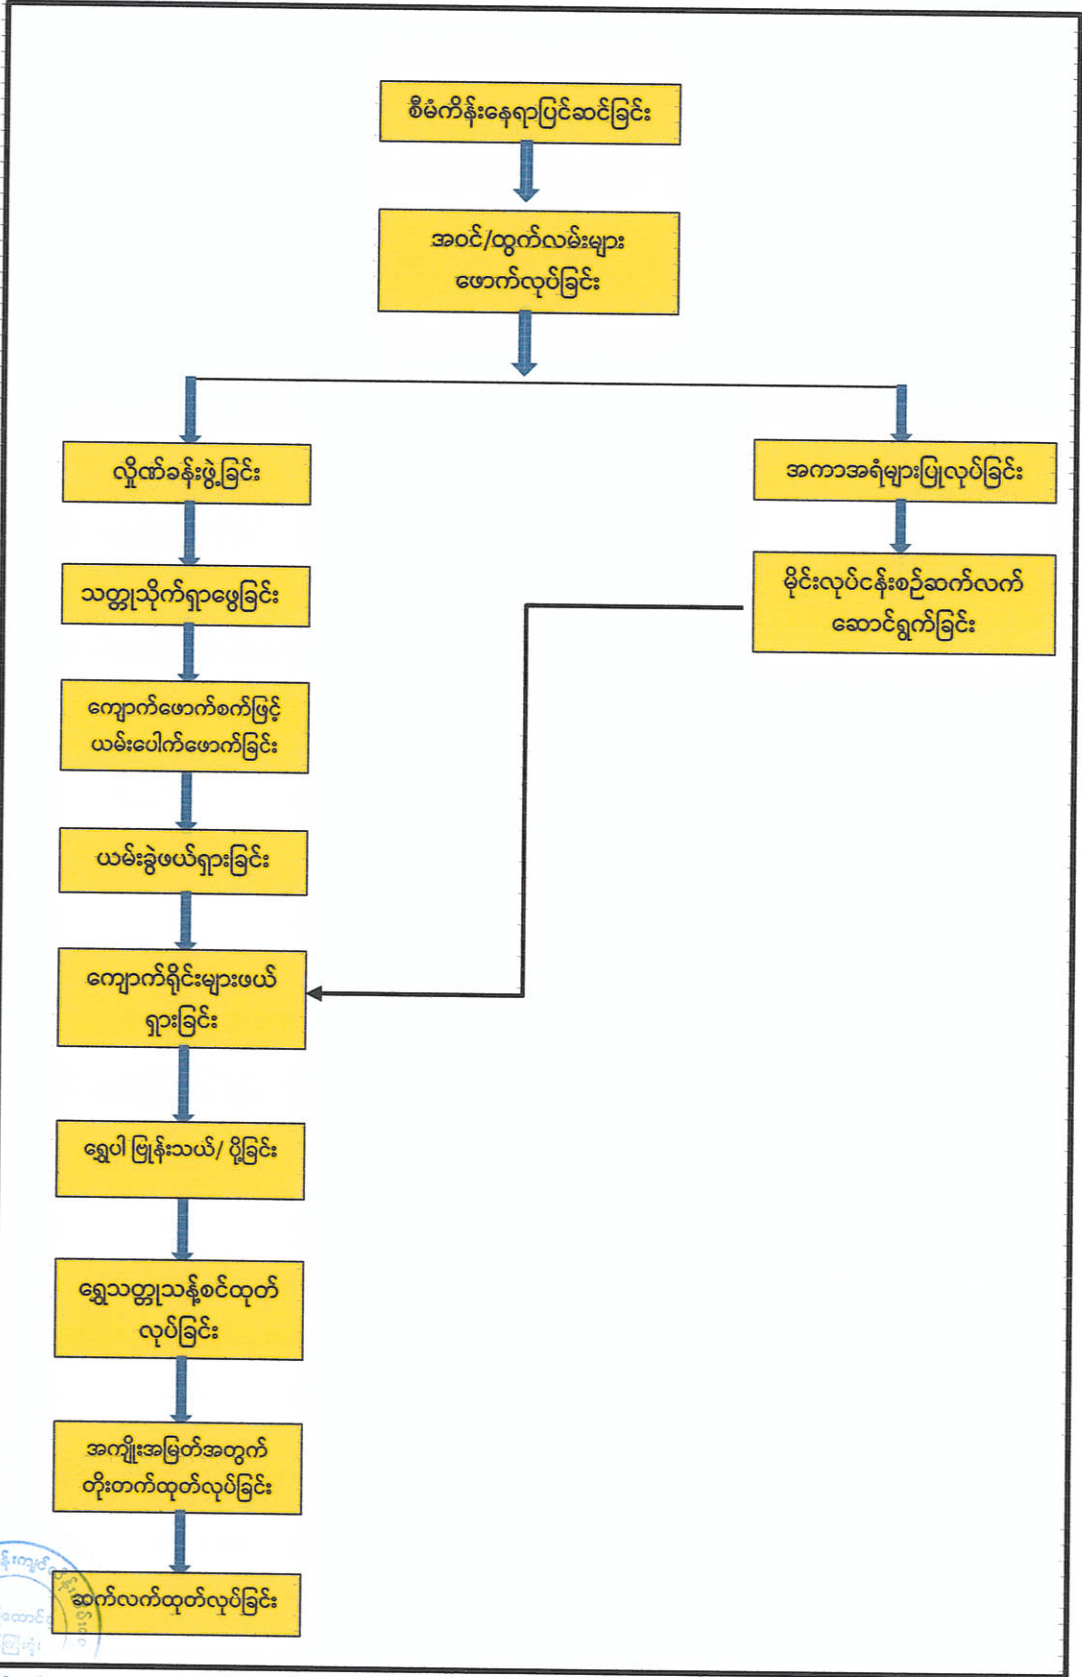 စီမံကိန်းနေရာပြင်ဆင်ခြင်း
အဝင်/ထွက်လမ်းများ
ဖောက်လုပ်ခြင်း
လှိုဏ်ခန်းဖွဲ့ခြင်း
အကာအရံများပြုလုပ်ခြင်း
သတ္တုသိုက်ရှာဖွေခြင်း
မိုင်းလုပ်ငန်းစဉ်ဆက်လက်
ဆောင်ရွက်ခြင်း
ကျောက်ဖောက်စက်ဖြင့်
ယမ်းပေါက်ဖောက်ခြင်း
ယမ်းခွဲဖယ်ရှားခြင်း
ကျောက်ရိုင်းများဖယ်
ရှားခြင်း
ရွှေပါ ဗြုန်းသယ်/ ပို့ခြင်း
ရွှေသတ္တုသန့်စင်ထုတ်
လုပ်ခြင်း
အကျိုးအမြတ်အတွက်
တိုးတက်ထုတ်လုပ်ခြင်း
ဆက်လက်ထုတ်လုပ်ခြင်း